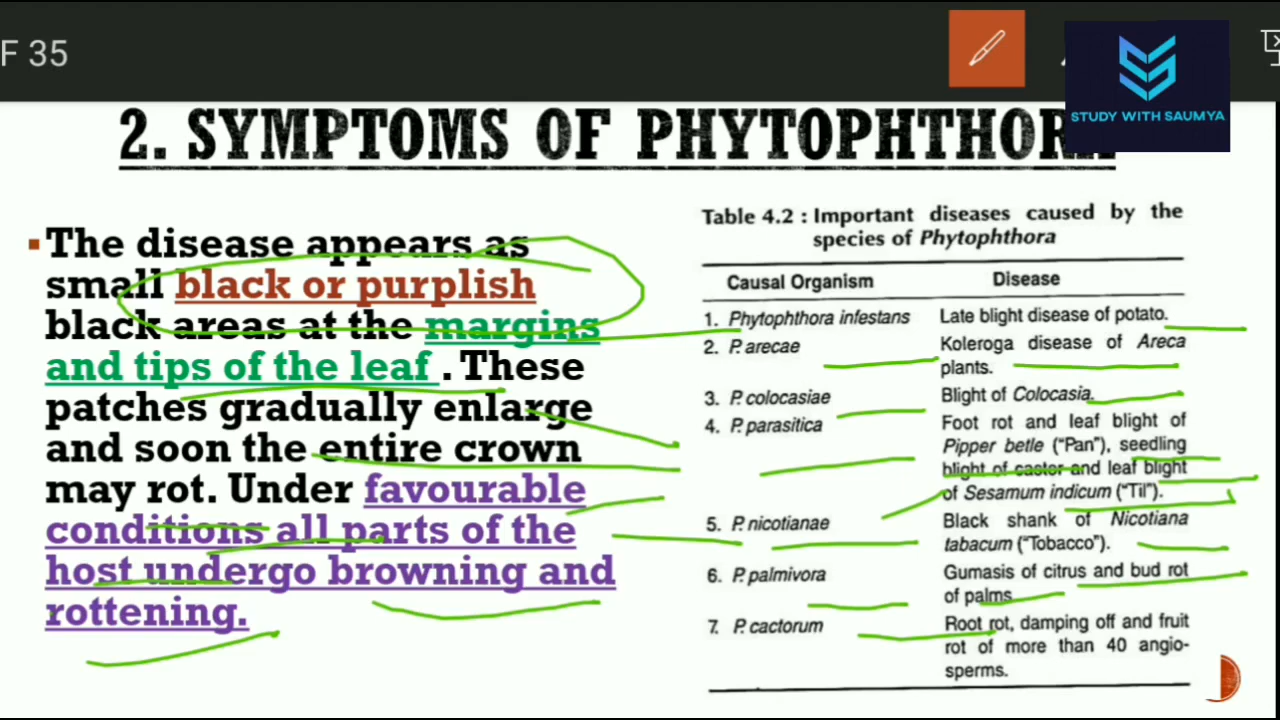 F 35
STUDY WITH SAUMYA
2. SYMPTOMS OF PHYTOPHTHORA
The disease appears as
small black or purplish
black areas at the margins
and tips of the leaf . These
patches gradually enlarge
and soon the entire crown
may rot. Under favourable
conditions all parts of the
host undergo browning and
rottening.
Table 4.2 : Important diseases caused by the
species of Phytophthora
Causal Organism Disease
1. Phytophthora infestans Late blight disease of potato.
2. P. arecae Koleroga disease of Areca
plants.
3. P. colocasiae Blight of Colocasia.
4. P. parasitica Foot rot and leaf blight of
Pipper betle ("Pan"), seedling
blight of castor and leaf blight
of Sesamum indicum ("Til").
5. P. nicotianae Black shank of Nicotiana
tabacum ("Tobacco").
6. P. palmivora Gumasis of citrus and bud rot
of palms
7. P. cactorum Root rot, damping off and fruit
rot of more than 40 angio-
sperms.